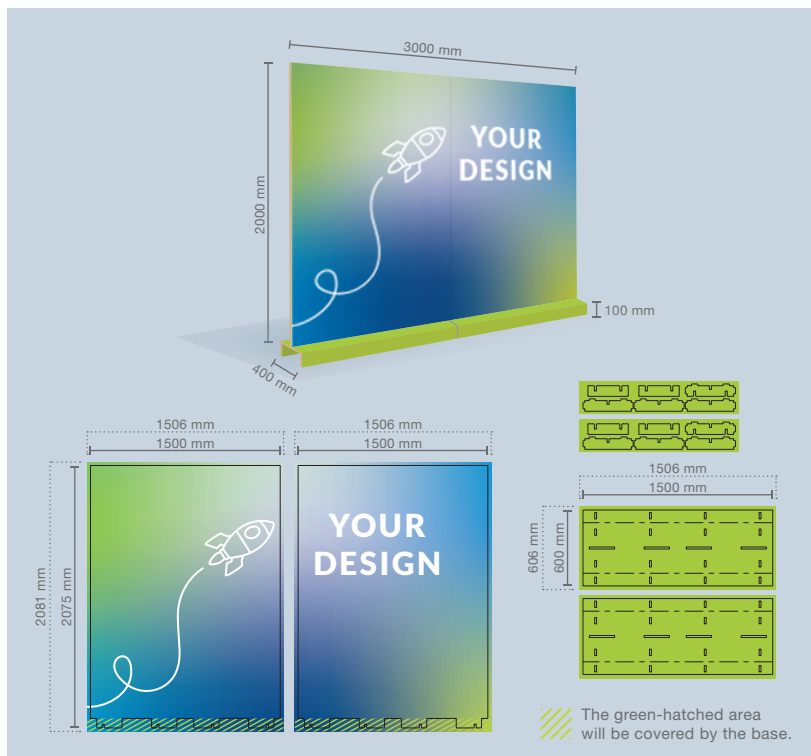 3000 mm
2000 mm
YOUR
DESIGN
100 mm
400 mm
1506 mm
1500 mm
1506 mm
1500 mm
2081 mm
2075 mm
YOUR
DESIGN
1506 mm
1500 mm
606 mm
600 mm
The green-hatched area
will be covered by the base.